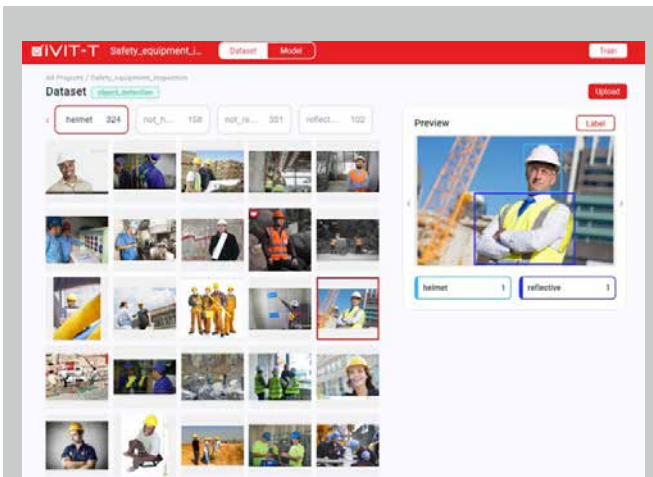 iVIT-T Safety_equipment_i... Dataset Model Train
All Projects / Safety_equipment_inspection
Dataset object_detection Upload
helmet 324 not_h... 158 not_re... 351 reflect... 102
Preview Label
helmet 1 reflective 1